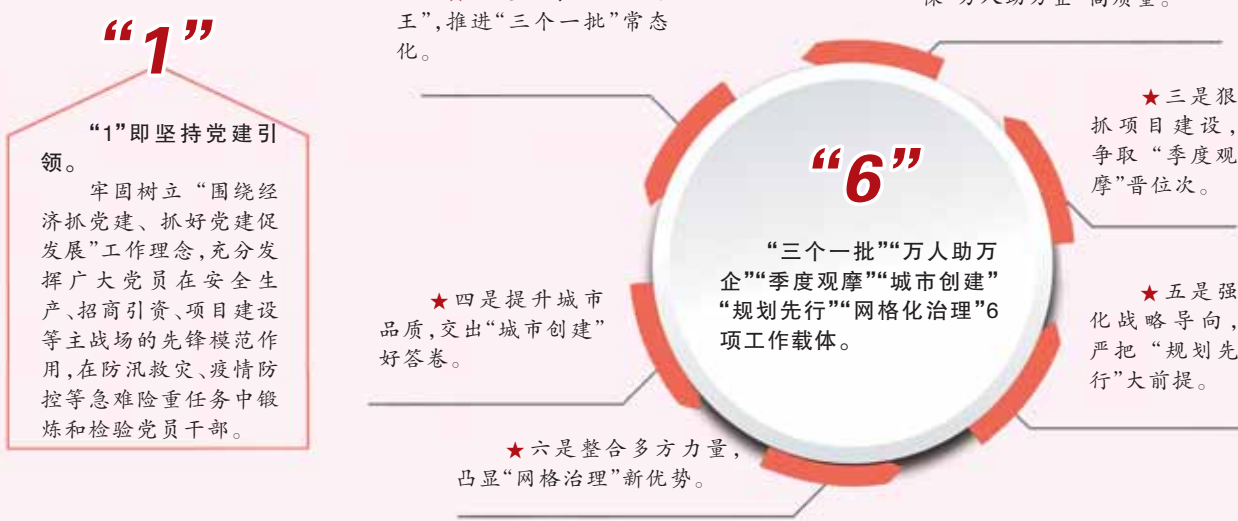 “1”
“1”即坚持党建引
领。
牢固树立“围绕经
济抓党建、抓好党建促
发展”工作理念,充分发
挥广大党员在安全生
产、招商引资、项目建设
等主战场的先锋模范作
用,在防汛救灾、疫情防
控等急难险重任务中锻
炼和检验党员干部。
王”,推进“三个一批”常态
化。
“6”
“三个一批”“万人助万
企”“季度观摩”“城市创建”
“规划先行”“网格化治理”6
项工作载体。
★三是狠
抓项目建设,
争取“季度观
摩”晋位次。
★四是提升城市
品质,交出“城市创建”
好答卷。
★五是强
化战略导向,
严把“规划先
行”大前提。
★六是整合多方力量,
凸显“网格治理”新优势。